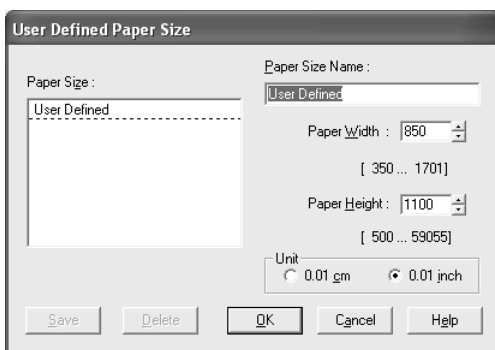 User Defined Paper Size
Paper Size :
User Defined
Paper Size Name :
User Defined
Paper Width : 850
[ 350 ... 1701]
Paper Height : 1100
[ 500 ... 59055]
Unit
0.01 cm 0.01 inch
Save Delete OK Cancel Help